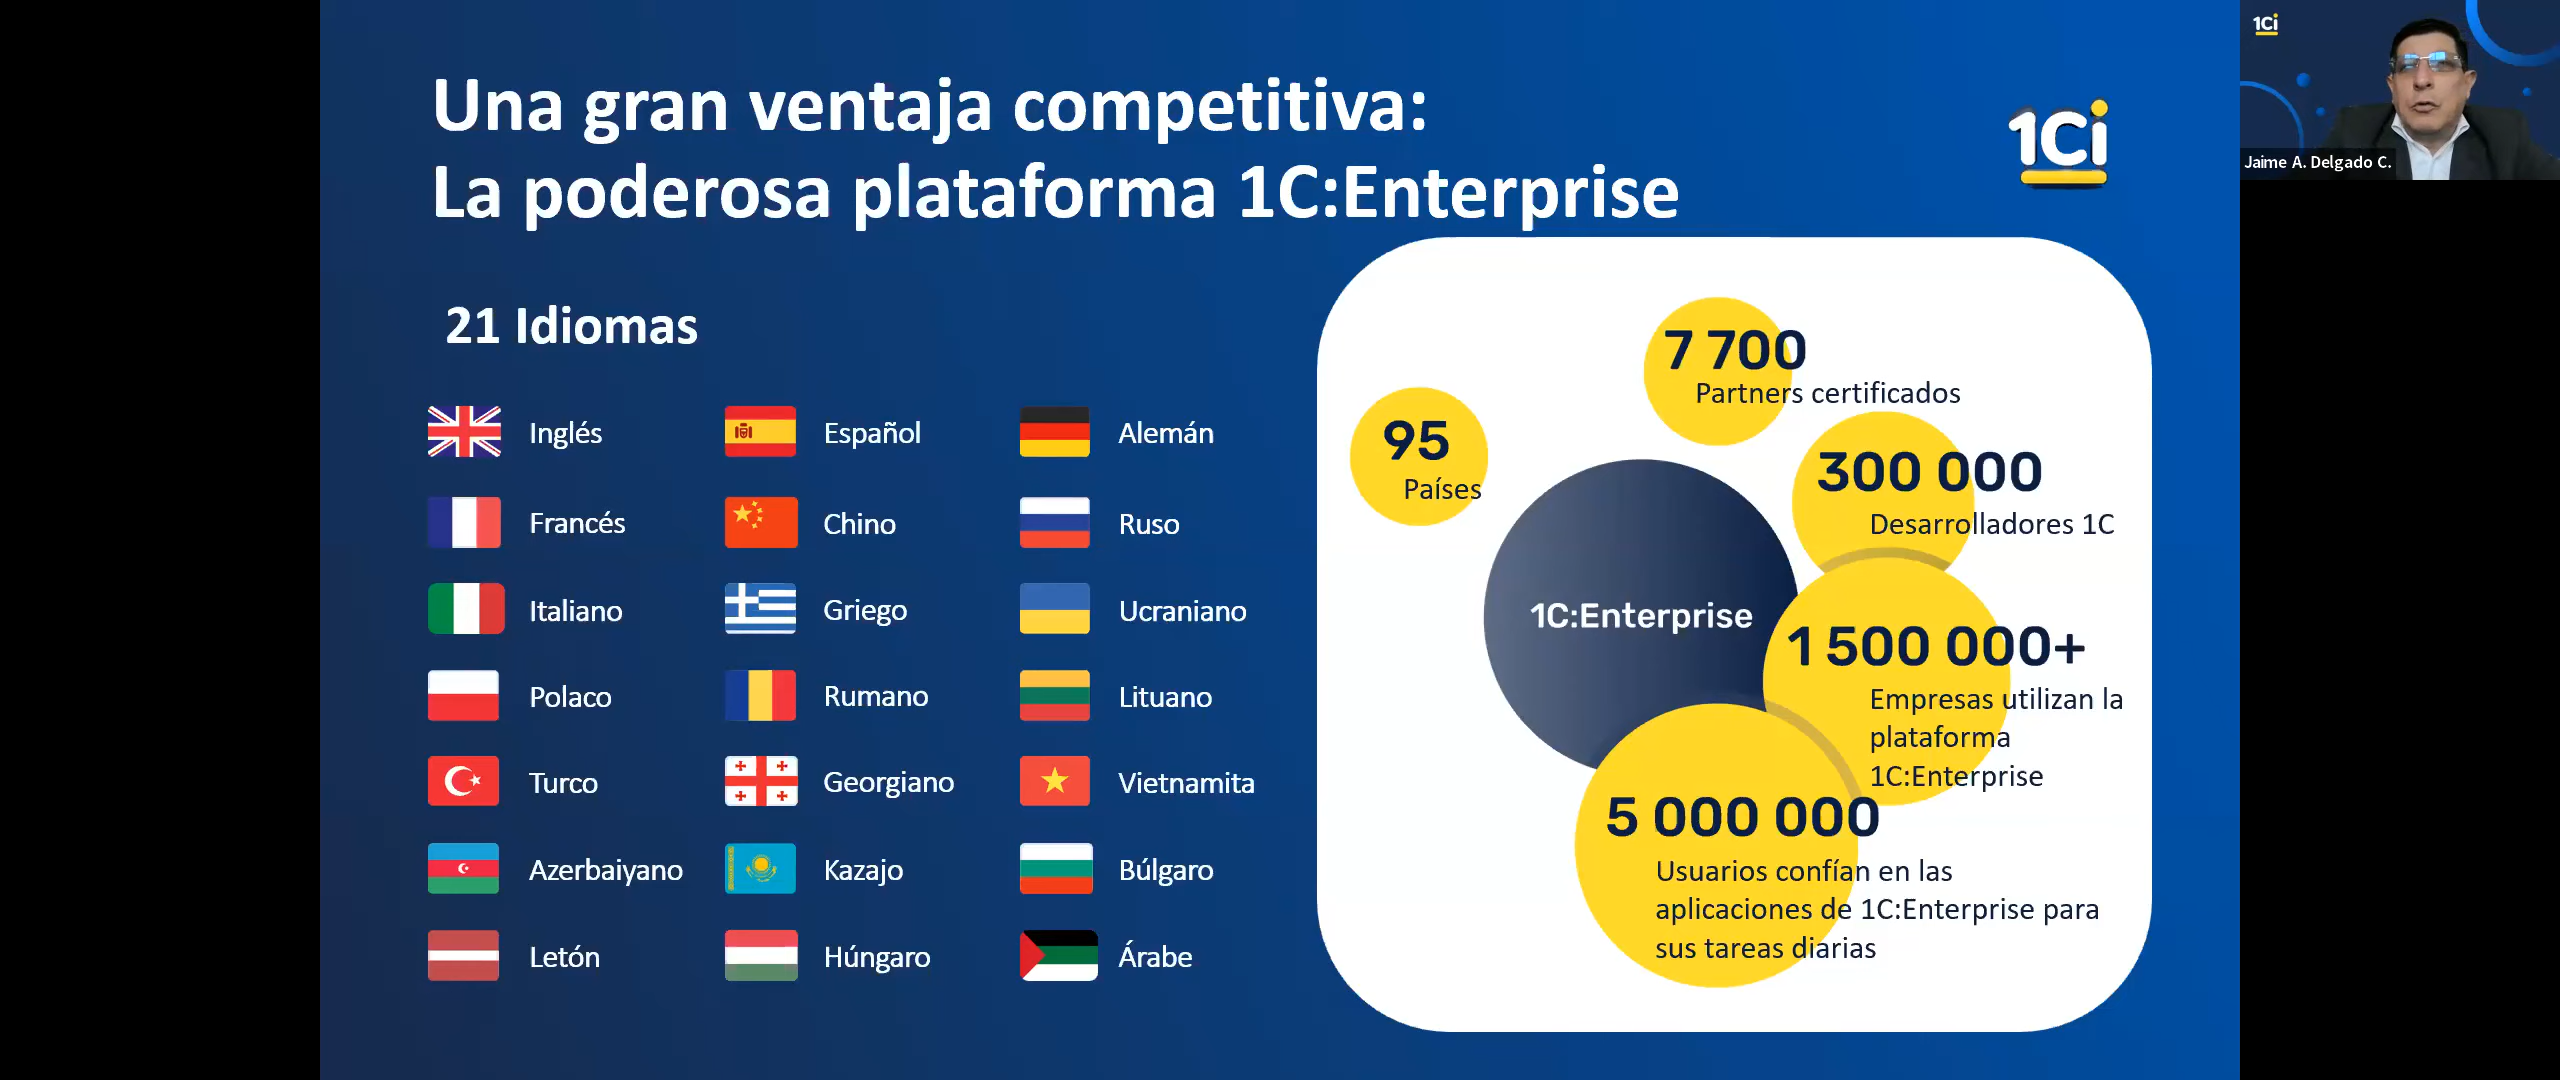 Una gran ventaja competitiva:
La poderosa plataforma 1C:Enterprise
1Ci
1Ci
Jaime A. Delgado C.
21 Idiomas
Inglés
Español
Alemán
Francés
Chino
Ruso
Italiano
Griego
Ucraniano
Polaco
Rumano
Lituano
Turco
Georgiano
Vietnamita
Azerbaiyano
Kazajo
Búlgaro
Letón
Húngaro
Árabe
7 700
Partners certificados
95
Países
300 000
Desarrolladores 1C
1C:Enterprise
1 500 000+
Empresas utilizan la
plataforma
1C:Enterprise
5 000 000
Usuarios confían en las
aplicaciones de 1C:Enterprise para
sus tareas diarias